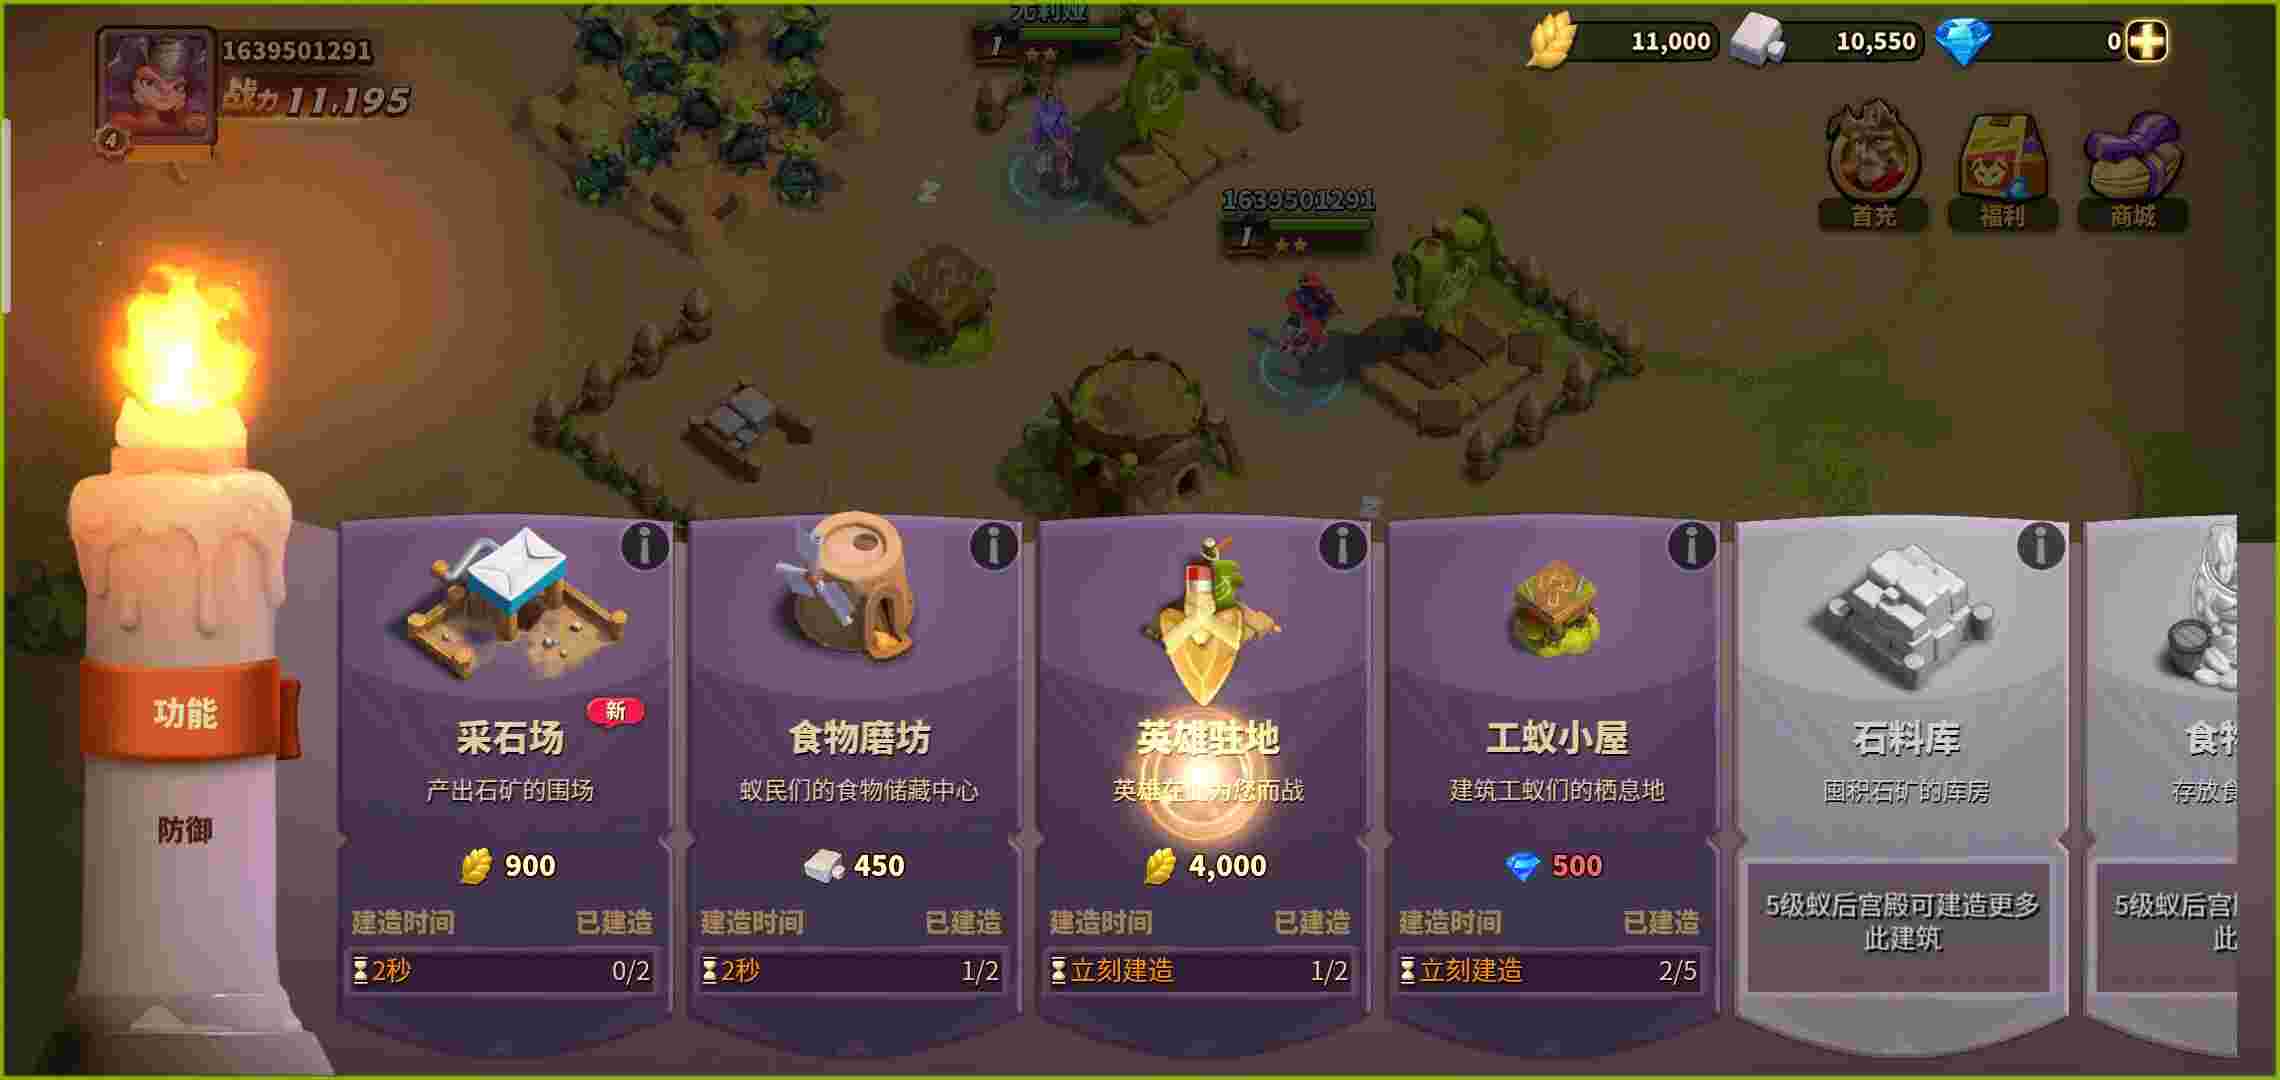 1639501291
战力 11,195
4
11,000
10,550
0
首充
福利
商城
1
1639501291
1
功能
防御
采石场
新
产出石矿的围场
900
建造时间 已建造
2秒 0/2
食物磨坊
蚁民们的食物储藏中心
450
建造时间 已建造
2秒 1/2
英雄驻地
英雄在此为您而战
4,000
建造时间 已建造
立刻建造 1/2
工蚁小屋
建筑工蚁们的栖息地
500
建造时间 已建造
立刻建造 2/5
石料库
囤积石矿的库房
5级蚁后宫殿可建造更多
此建筑
食
存放食
5级蚁后宫
此